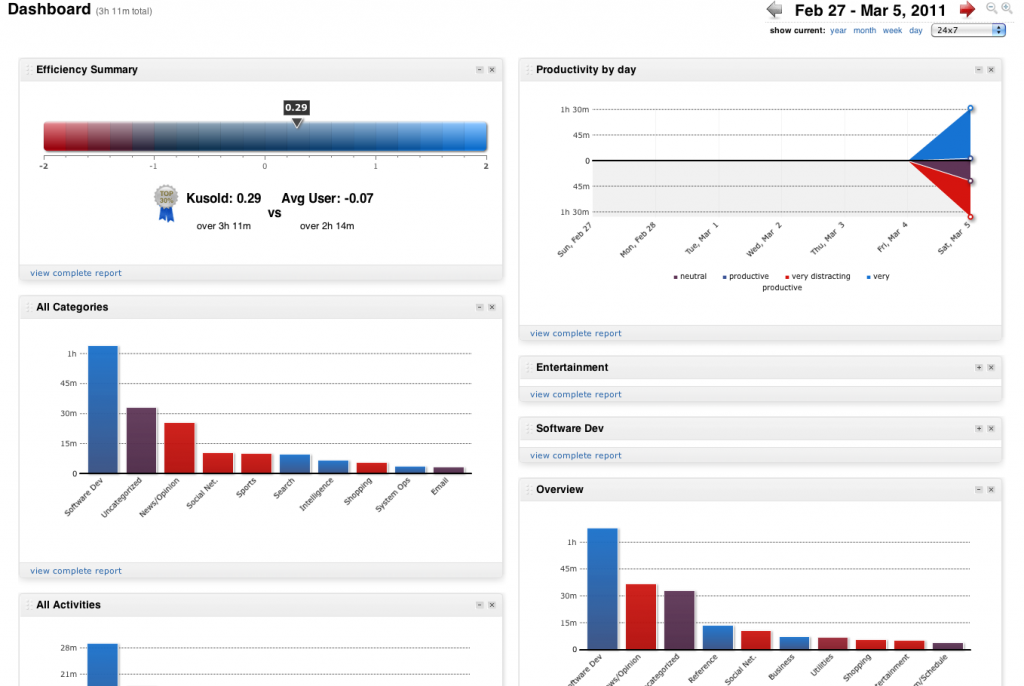 Dashboard (3h 11m total)
Feb 27 - Mar 5, 2011
show current: year month week day 24x7
Efficiency Summary
0.29
-2 -1 0 1 2
TOP
30%
Kusold: 0.29 Avg User: -0.07
vs
over 3h 11m over 2h 14m
view complete report
All Categories
1h
45m
30m
15m
0
Software Dev
Uncategorized
News/Opinion
Social Net.
Sports
Search
Intelligence
Shopping
System Ops
Email
view complete report
All Activities
28m
21m
Productivity by day
1h 30m
45m
0
45m
1h 30m
Sun, Feb 27
Mon, Feb 28
Tue, Mar 1
Wed, Mar 2
Thu, Mar 3
Fri, Mar 4
Sat, Mar 5
neutral productive very distracting very
productive
view complete report
Entertainment
view complete report
Software Dev
view complete report
Overview
1h
45m
30m
15m
0
ftware Dev
ws/Opinion
categorized
Reference
Social Net.
Business
Utilities
Shopping
tertainment
m/Schedule